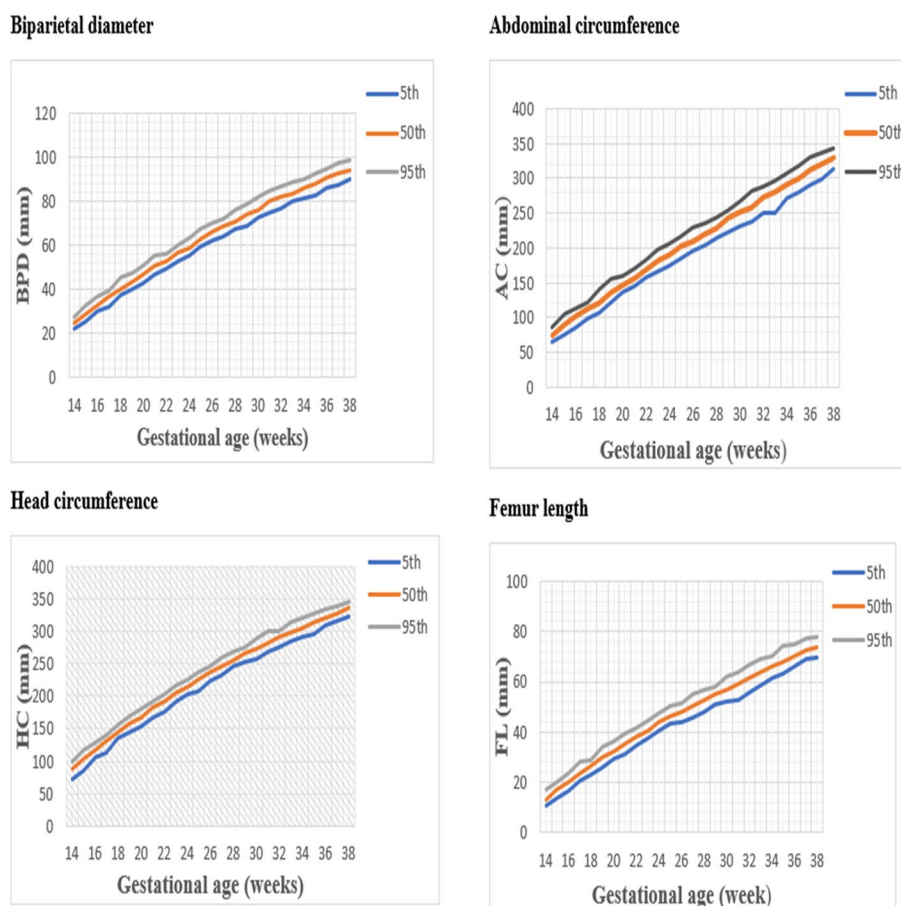 Biparietal diameter
5th
50th
95th
120
100
80
60
40
20
0
BPD (mm)
14 16 18 20 22 24 26 28 30 32 34 36 38
Gestational age (weeks)
Abdominal circumference
5th
50th
95th
400
350
300
250
200
150
100
50
0
AC (mm)
14 16 18 20 22 24 26 28 30 32 34 36 38
Gestational age (weeks)
Head circumference
5th
50th
95th
400
350
300
250
200
150
100
50
0
HC (mm)
14 16 18 20 22 24 26 28 30 32 34 36 38
Gestational age (weeks)
Femur length
5th
50th
95th
100
80
60
40
20
0
FL (mm)
14 16 18 20 22 24 26 28 30 32 34 36 38
Gestational age (week)